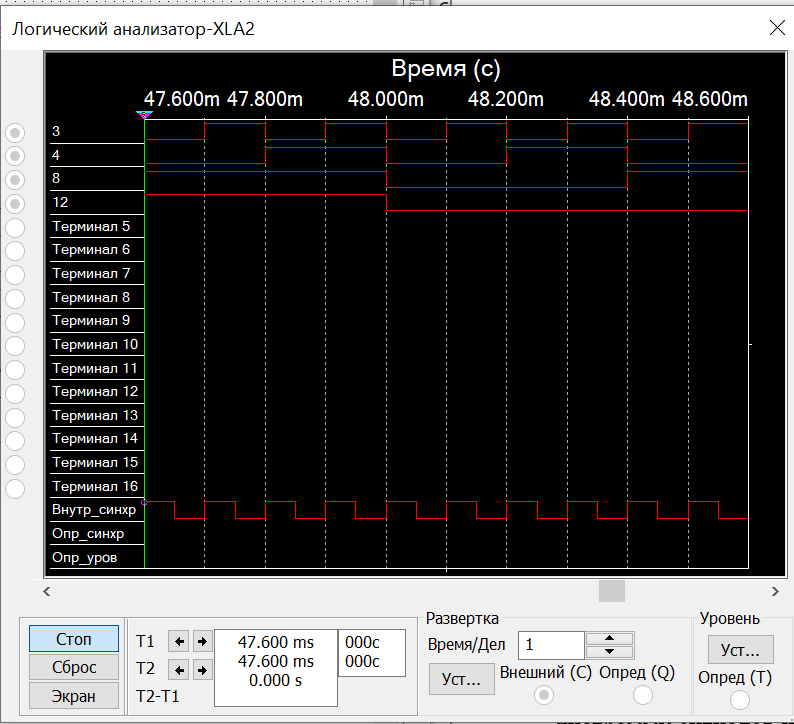 Логический анализатор-XLA2
Время (с)
47.600m 47.800m 48.000m 48.200m 48.400m 48.600m
3
4
8
12
Терминал 5
Терминал 6
Терминал 7
Терминал 8
Терминал 9
Терминал 10
Терминал 11
Терминал 12
Терминал 13
Терминал 14
Терминал 15
Терминал 16
Внутр_синхр
Опр_синхр
Опр_уров
Стоп
Сброс
Экран
T1
T2
T2-T1
47.600 ms
47.600 ms
0.000 s
000c
000c
Развертка
Время/Дел 1
Уст...
Внешний (C) Опред (Q)
Уровень
Уст...
Опред (T)